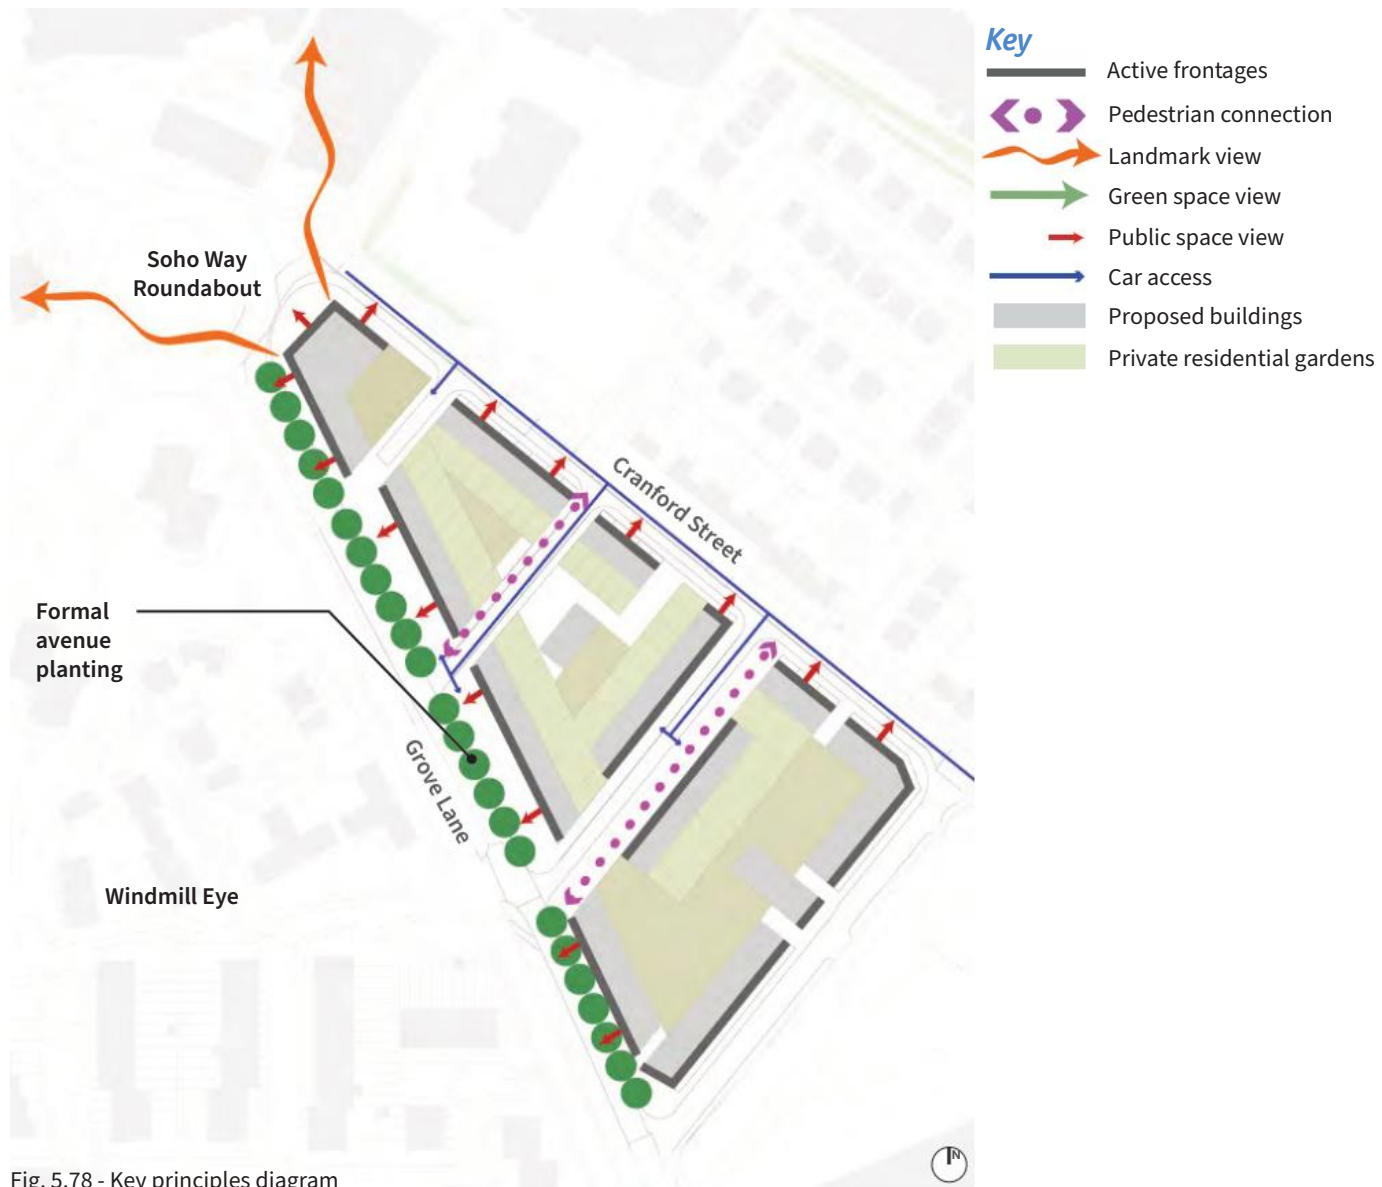 Key
Active frontages
Pedestrian connection
Landmark view
Green space view
Public space view
Car access
Proposed buildings
Private residential gardens
Soho Way
Roundabout
Cranford Street
Formal
avenue
planting
Grove Lane
Windmill Eye
N
Fig. 5.78 - Key principles diagram